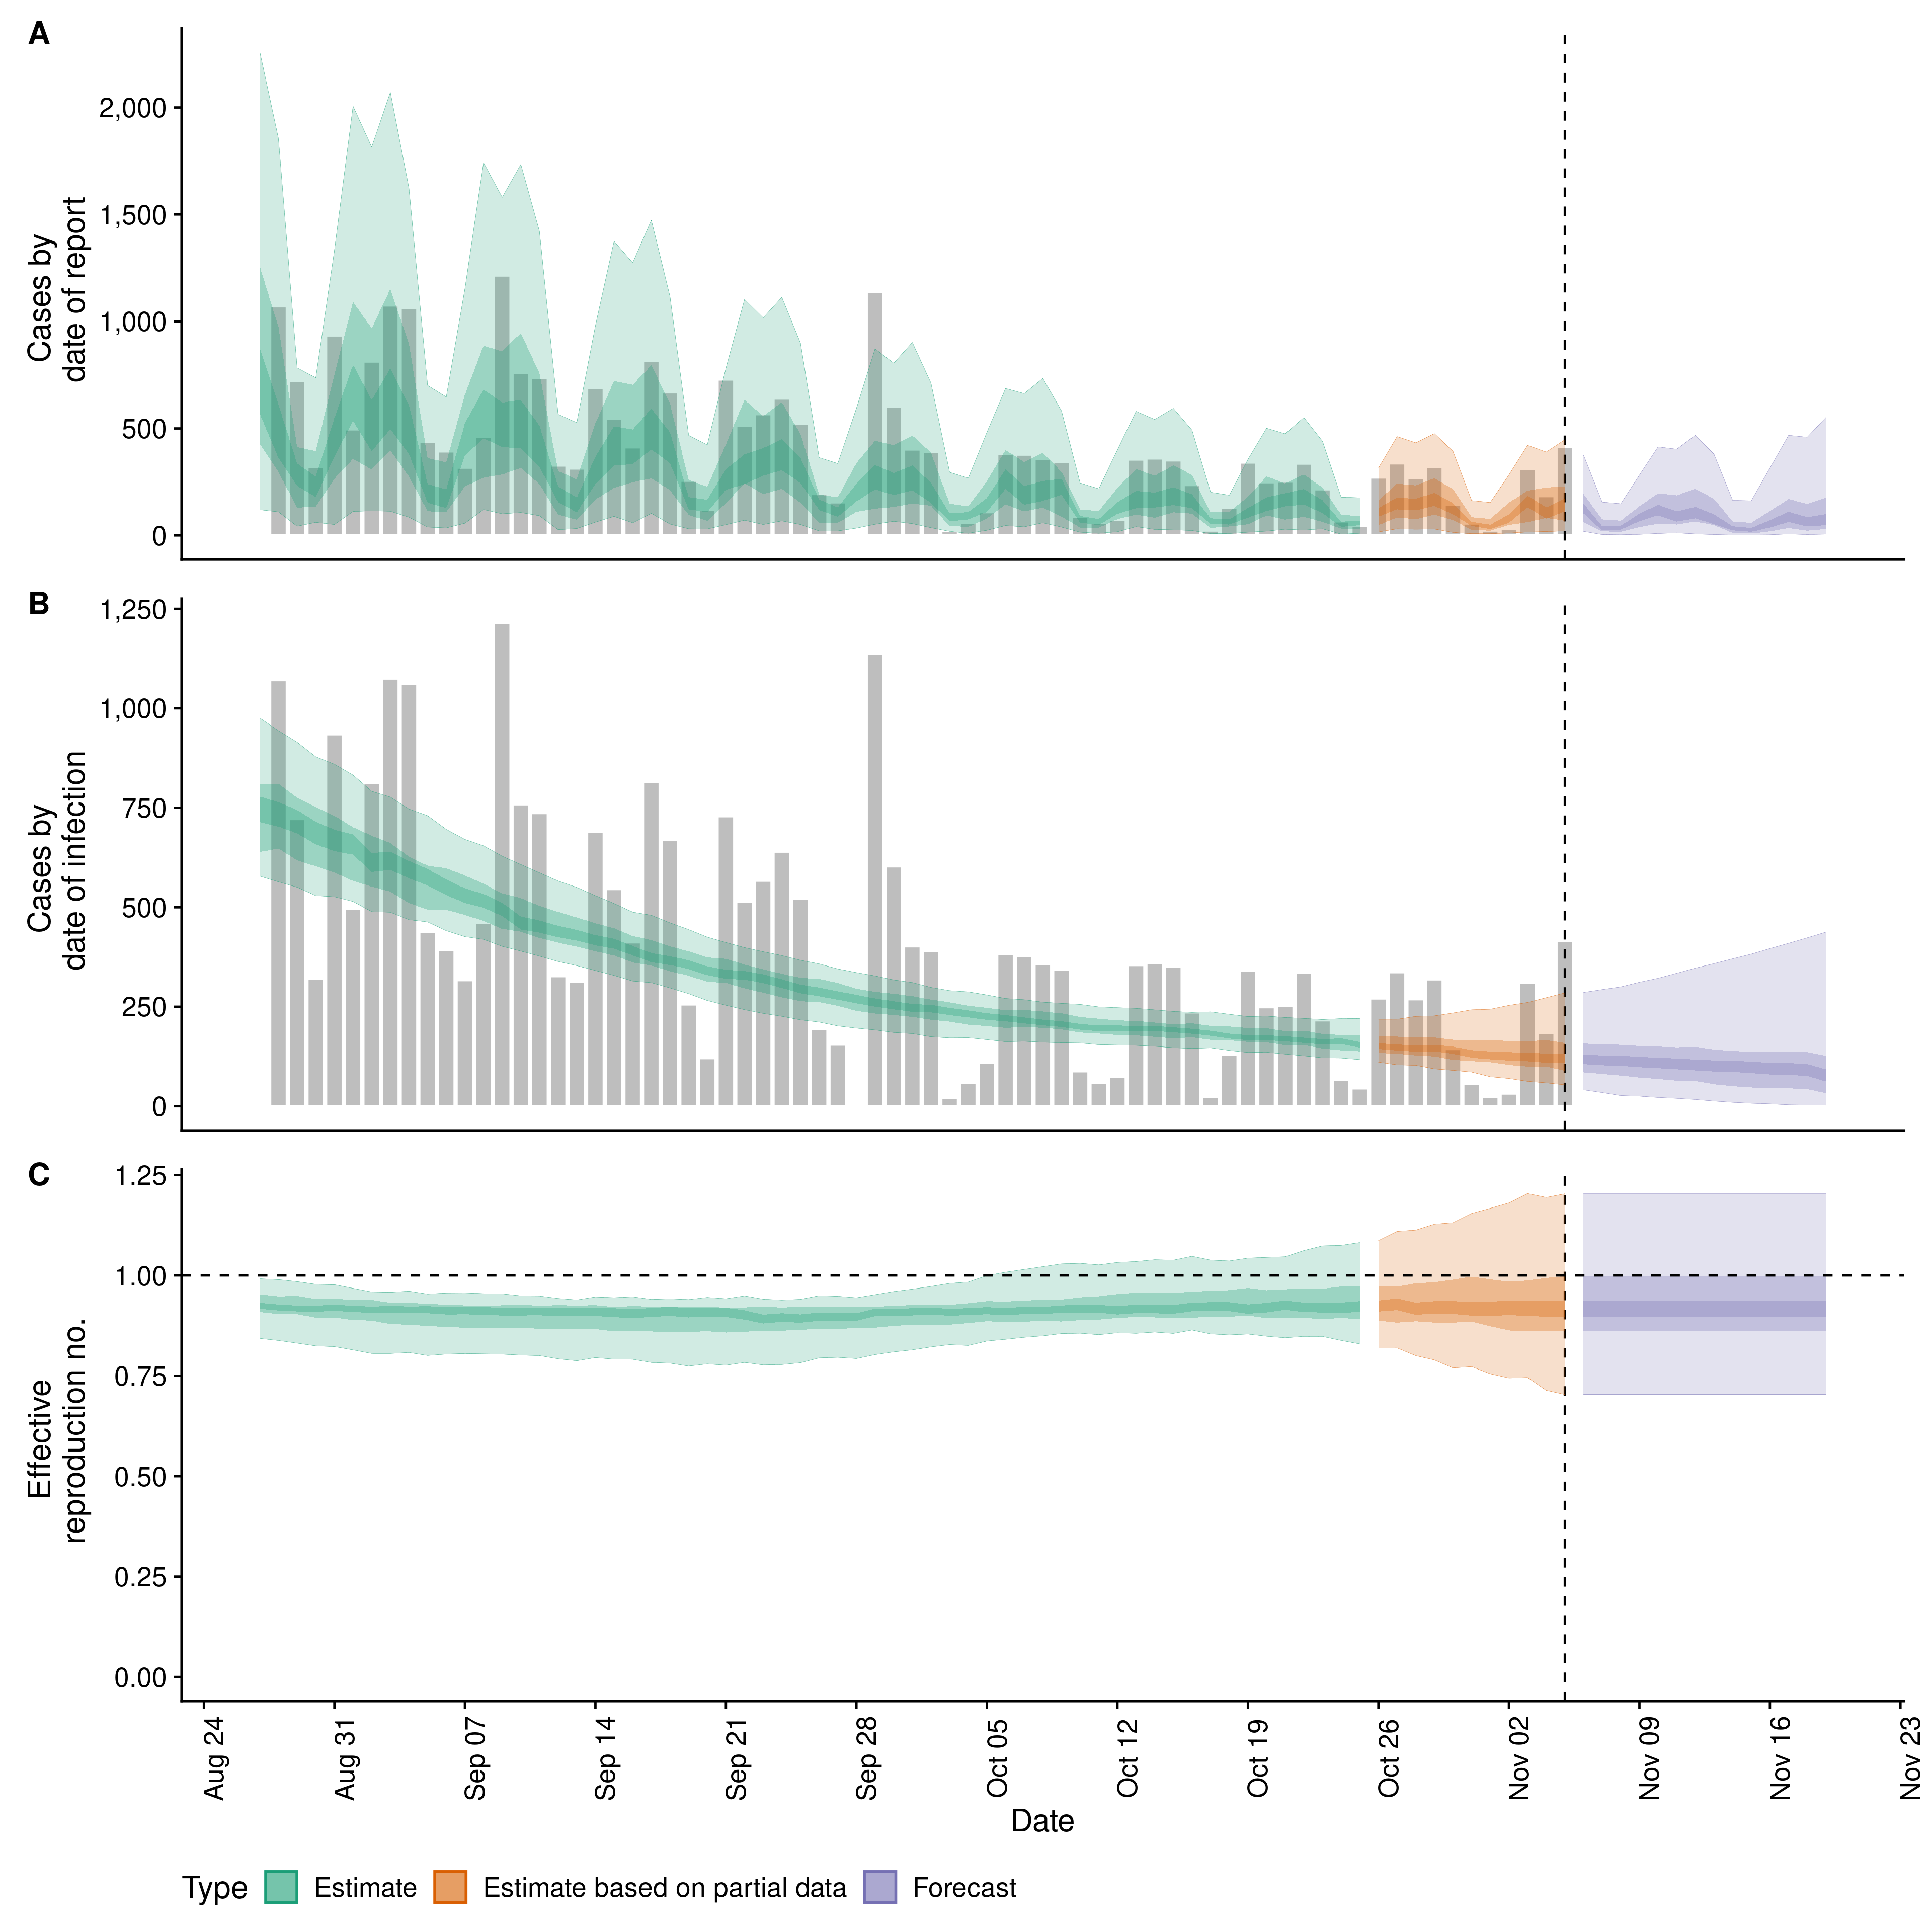 A
Cases by
date of report
2,000
1,500
1,000
500
0
B
Cases by
date of infection
1,250
1,000
750
500
250
0
C
Effective
reproduction no.
1.25
1.00
0.75
0.50
0.25
0.00
Aug 24
Aug 31
Sep 07
Sep 14
Sep 21
Sep 28
Oct 05
Oct 12
Oct 19
Oct 26
Nov 02
Nov 09
Nov 16
Nov 23
Date
Type Estimate Estimate based on partial data Forecast